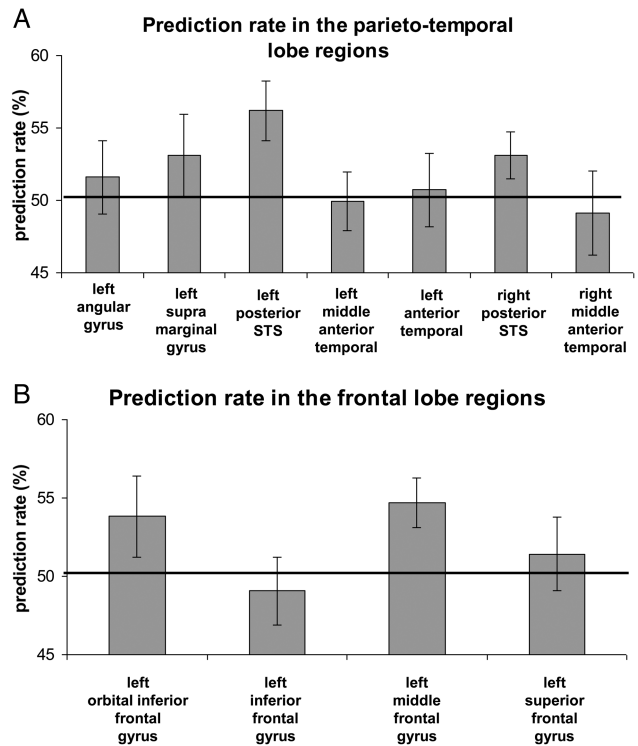 A
Prediction rate in the parieto-temporal
lobe regions
prediction rate (%)
60
55
50
45
left
angular
gyrus
left
supra
marginal
gyrus
left
posterior
STS
left
middle
anterior
temporal
left
anterior
temporal
right
posterior
STS
right
middle
anterior
temporal
B
Prediction rate in the frontal lobe regions
prediction rate (%)
60
55
50
45
left
orbital inferior
frontal
gyrus
left
inferior
frontal
gyrus
left
middle
frontal
gyrus
left
superior
frontal
gyrus